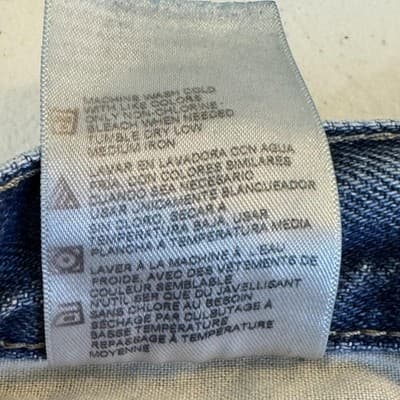 MACHINE WASH COLD
WITH LIKE COLORS
ONLY NON-CHLORINE
BLEACH WHEN NEEDED
TUMBLE DRY LOW
MEDIUM IRON
LAVAR EN LAVADORA CON AGUA
FRIA, CON COLORES SIMILARES
CUANDO SEA NECESARIO
USAR UNICAMENTE BLANQUEADOR
SIN CLORO, SECAR A
TEMPERATURA BAJA, USAR
PLANCHA A TEMPERATURA MEDIA
LAVER À LA MACHINE À L'EAU
FROIDE, AVEC DES VÊTEMENTS DE
COULEUR SEMBLABLE
N'UTILISER QUE DU JAVELLISANT
SANS CHLORE AU BESOIN
SÉCHAGE PAR CULBUTAGE À
BASSE TEMPÉRATURE
REPASSAGE À TEMPÉRATURE
MOYENNE